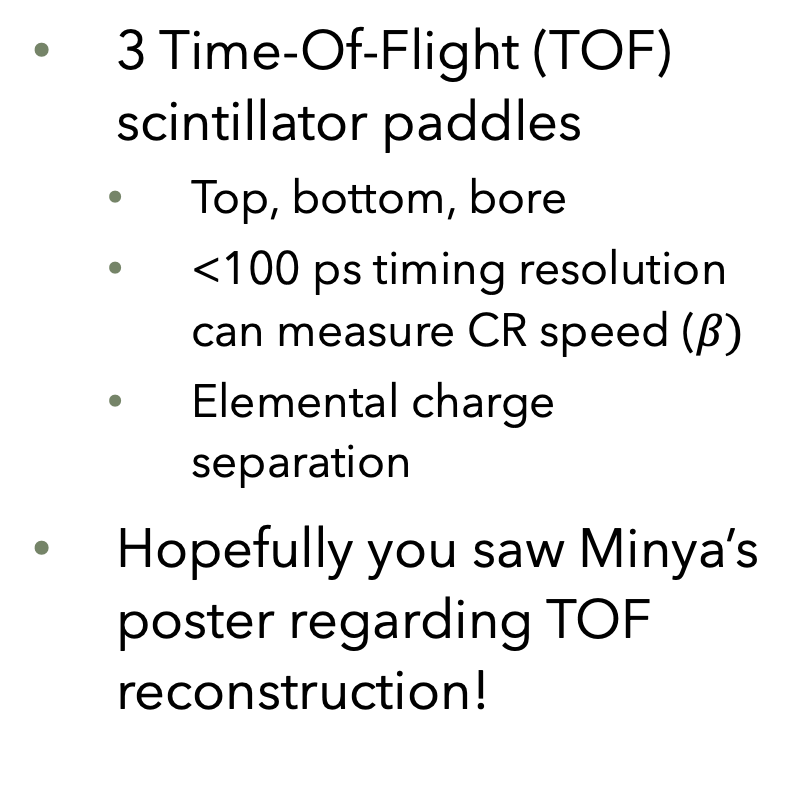 • 3 Time-Of-Flight (TOF)
scintillator paddles
• Top, bottom, bore
• <100 ps timing resolution
can measure CR speed (𝛽)
• Elemental charge
separation
• Hopefully you saw Minya’s
poster regarding TOF
reconstruction!